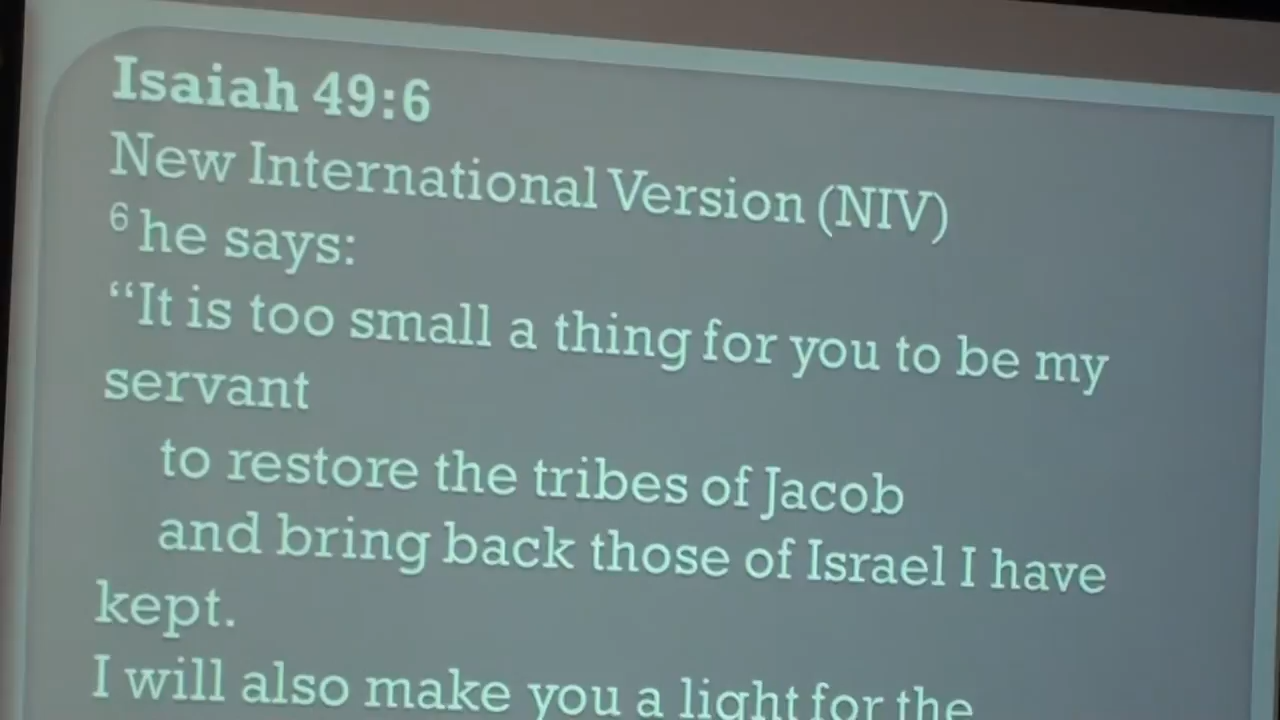 Isaiah 49:6
New International Version (NIV)
6 he says:
“It is too small a thing for you to be my
servant
to restore the tribes of Jacob
and bring back those of Israel I have
kept.
I will also make you a light for the